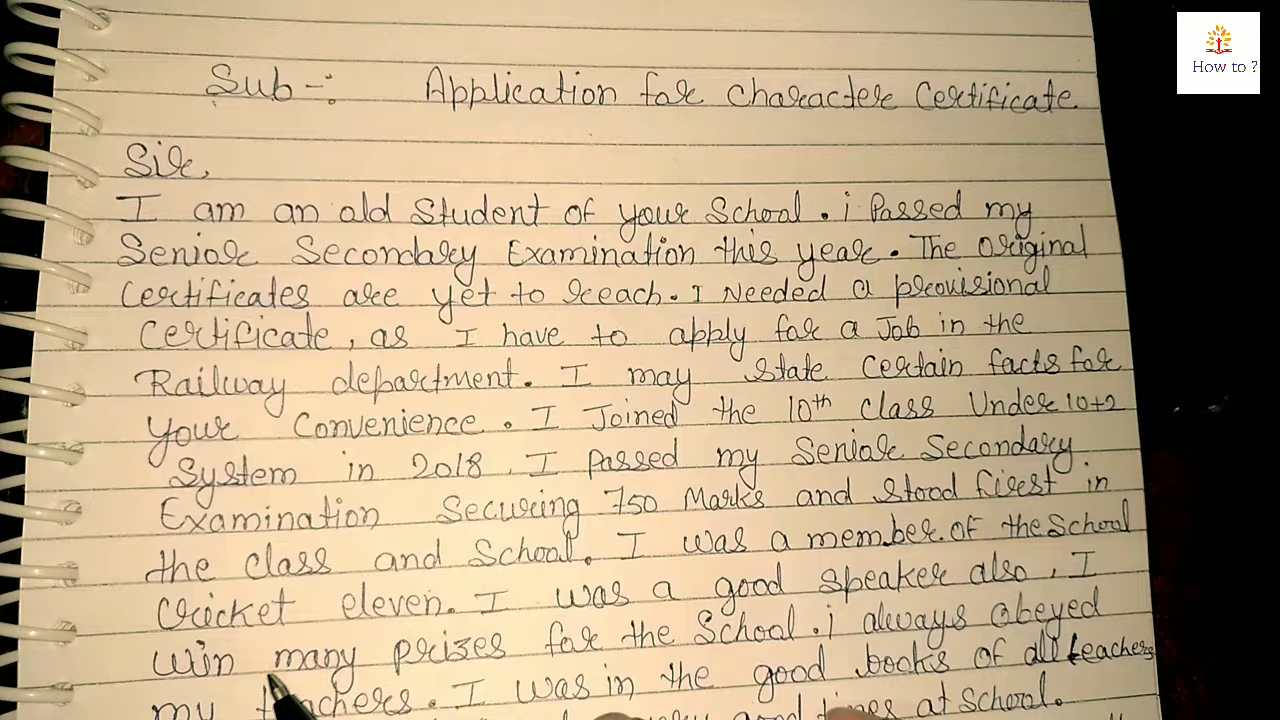 How to ?
Sub-: Application for Character Certificate.
Sir,
I am an old Student of your School. i Passed my
Senior Secondary Examination this year. The original
Certificates are yet to reach. I Needed a provisional
Certificate, as I have to apply for a Job in the
Railway department. I may state certain facts for
your Convenience. I Joined the 10th class Under 10+2
System in 2018. I passed my Senior Secondary
Examination Securing 750 Marks and stood first in
the class and School. I was a member of the School
Cricket eleven. I was a good speaker also, I
win many prizes for the School. i always obeyed
my teachers. I was in the good books of all teachers
good at School.